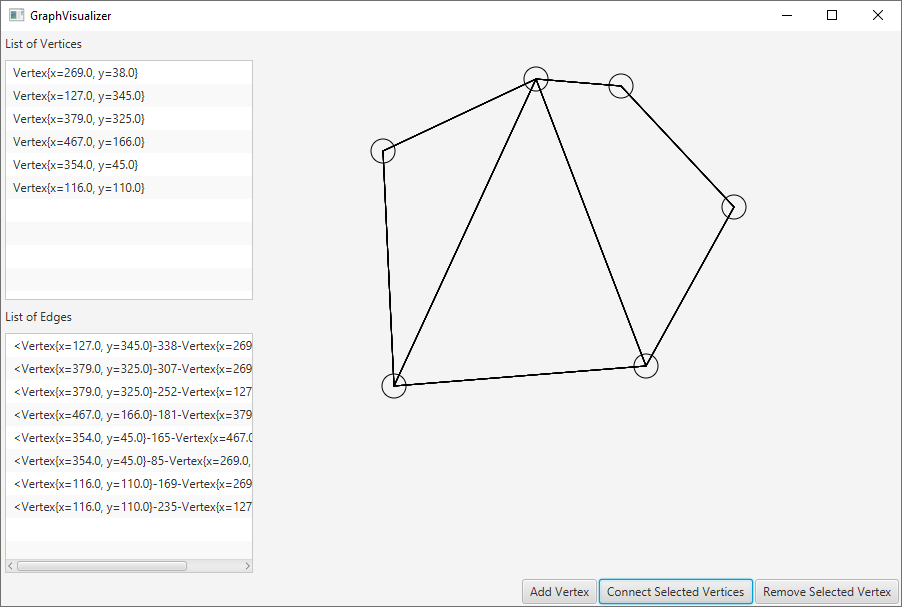 GraphVisualizer
List of Vertices
Vertex{x=269.0, y=38.0}
Vertex{x=127.0, y=345.0}
Vertex{x=379.0, y=325.0}
Vertex{x=467.0, y=166.0}
Vertex{x=354.0, y=45.0}
Vertex{x=116.0, y=110.0}
List of Edges
<Vertex{x=127.0, y=345.0}-338-Vertex{x=269
<Vertex{x=379.0, y=325.0}-307-Vertex{x=269
<Vertex{x=379.0, y=325.0}-252-Vertex{x=127
<Vertex{x=467.0, y=166.0}-181-Vertex{x=379
<Vertex{x=354.0, y=45.0}-165-Vertex{x=467.0
<Vertex{x=354.0, y=45.0}-85-Vertex{x=269.0,
<Vertex{x=116.0, y=110.0}-169-Vertex{x=269
<Vertex{x=116.0, y=110.0}-235-Vertex{x=127
Add Vertex
Connect Selected Vertices
Remove Selected Vertex